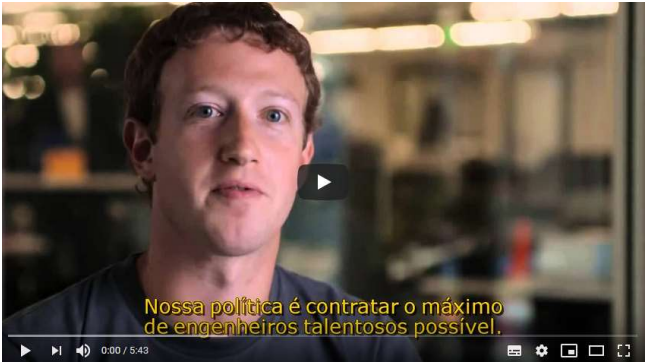 Nossa política é contratar o máximo
de engenheiros talentosos possível.
0:00 / 5:43